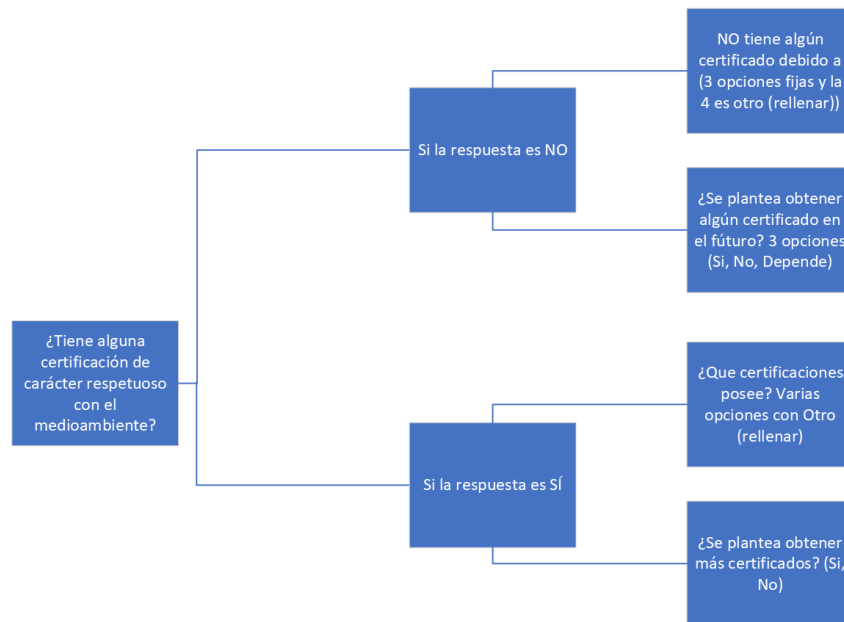 NO tiene algún
certificado debido a
(3 opciones fijas y la
4 es otro (rellenar))
Si la respuesta es NO
¿Se plantea obtener
algún certificado en
el fúturo? 3 opciones
(Si, No, Depende)
¿Tiene alguna
certificación de
carácter respetuoso
con el
medioambiente?
¿Que certificaciones
posee? Varias
opciones con Otro
(rellenar)
Si la respuesta es SÍ
¿Se plantea obtener
más certificados? (Si,
No)